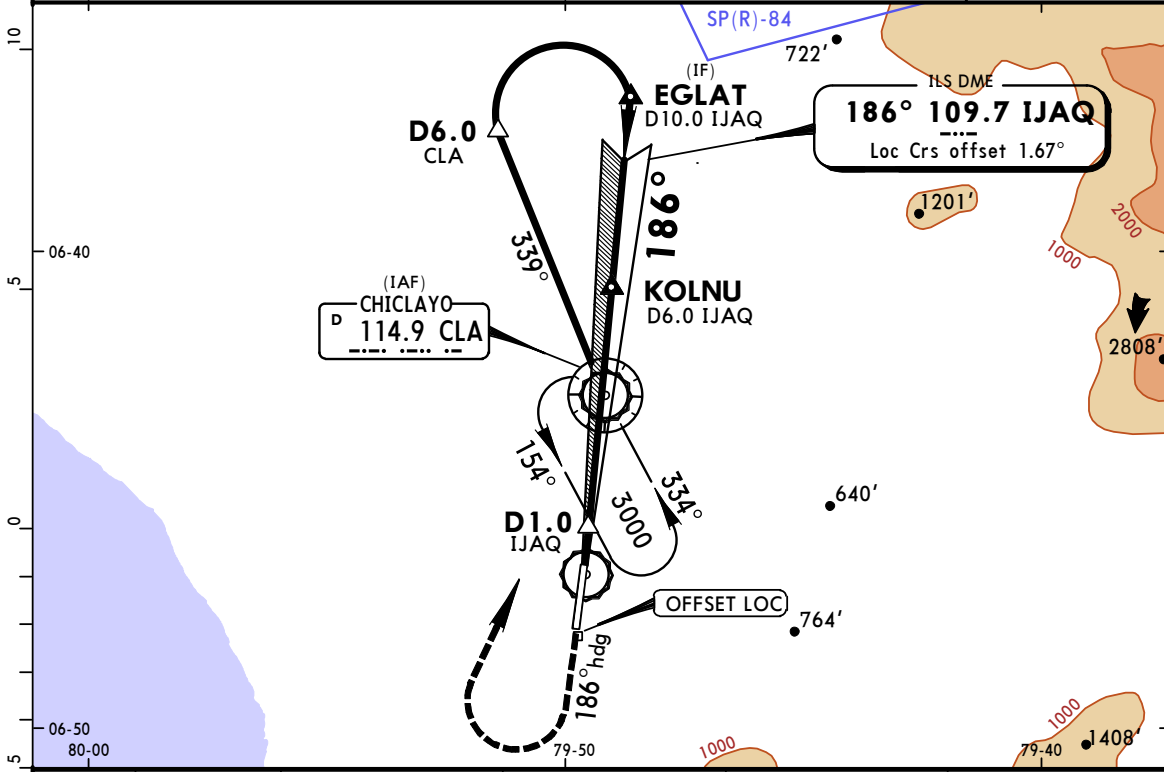 SP(R)-84
10
722'
(IF)
EGLAT
D10.0 IJAQ
ILS DME
186° 109.7 IJAQ
Loc Crs offset 1.67°
D6.0
CLA
186°
1201'
2000
1000
06-40
339°
5
(IAF)
CHICLAYO
D 114.9 CLA
KOLNU
D6.0 IJAQ
2808'
154°
334°
3000
640'
0
D1.0
IJAQ
OFFSET LOC
764'
186° hdg
06-50
80-00
79-50
79-40
1000
1000
1408'
5